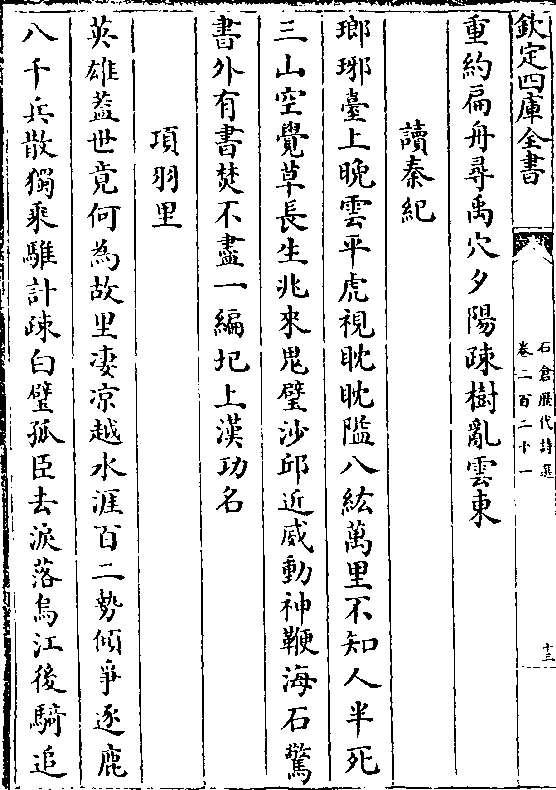 欽定四庫全書
石倉歷代詩選
卷二百二十一
十三
重約扁舟尋禹穴夕陽疎樹亂雲東
讀秦紀
瑯琊臺上晚雲平虎視眈眈隘八紘萬里不知人半死
三山空覺草長生兆來鬼璧沙邱近威動神鞭海石驚
書外有書焚不盡一編圯上漢功名
項羽里
英雄葢世竟何為故里凄凉越水涯百二勢傾爭逐鹿
八千兵散獨乘騅計疎白璧孤臣去淚落烏江後騎追